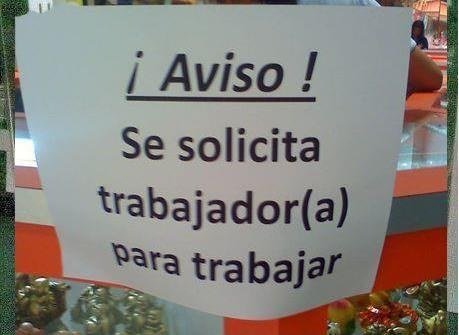 ¡ Aviso !
Se solicita
trabajador(a)
para trabajar